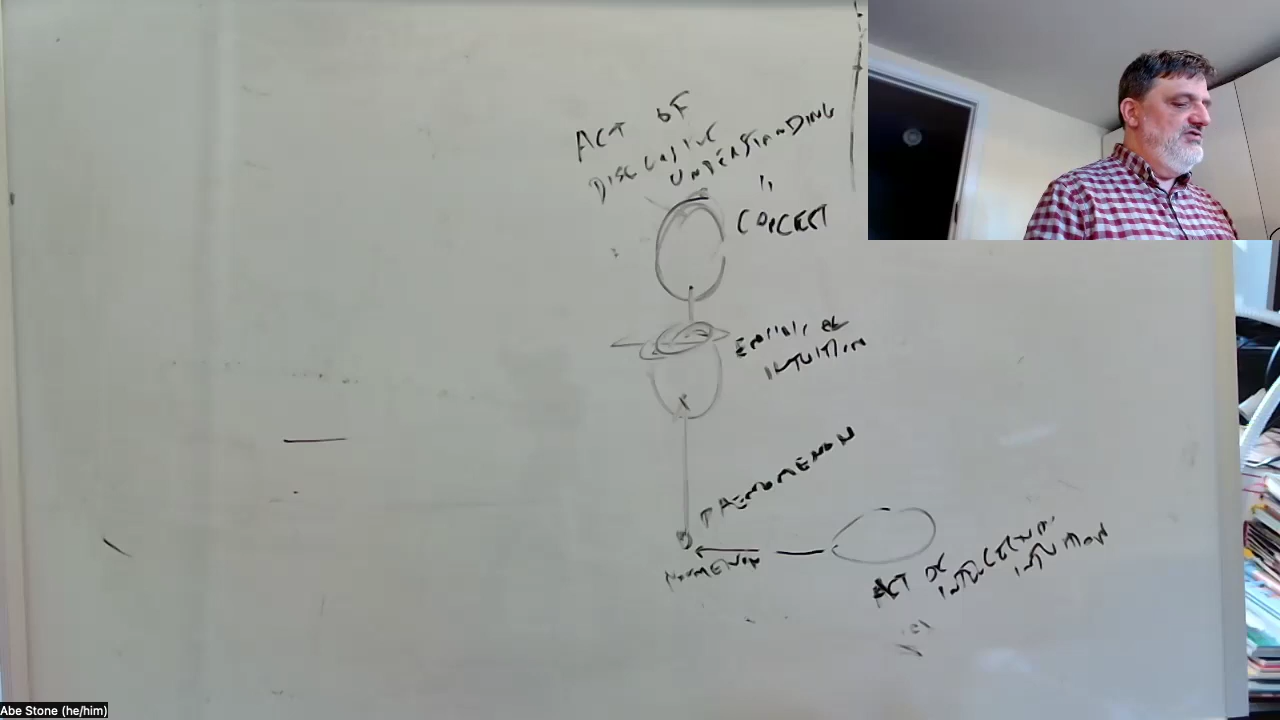 ACT OF
DISCURSIVE
UNDERSTANDING
CONCEPT
EMPIRICAL
INTUITION
PHENOMENON
NOUMENON
ACT OF
INTELLECTUAL
INTUITION
Abe Stone (he/him)